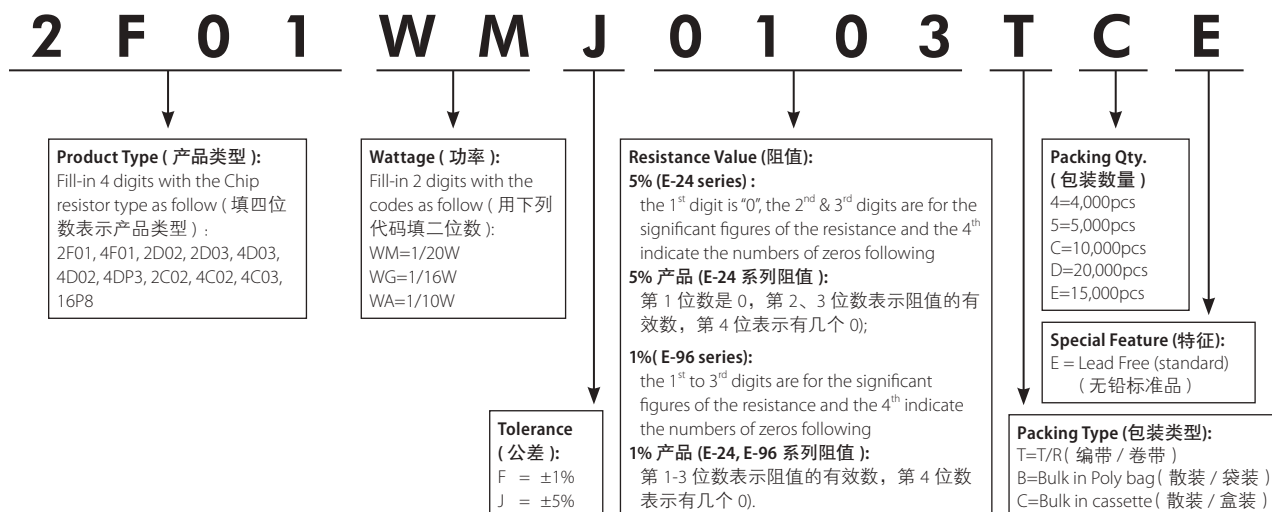 2F01 WM J 0103 T C E
Product Type ( 产品类型 ):
Fill-in 4 digits with the Chip
resistor type as follow ( 填四位
数表示产品类型 ) :
2F01, 4F01, 2D02, 2D03, 4D03,
4D02, 4DP3, 2C02, 4C02, 4C03,
16P8
Wattage ( 功率 ):
Fill-in 2 digits with the
codes as follow ( 用下列
代码填二位数 ):
WM=1/20W
WG=1/16W
WA=1/10W
Tolerance
( 公差 ):
F = ±1%
J = ±5%
Resistance Value (阻值):
5% (E-24 series) :
the 1st digit is "0", the 2nd & 3rd digits are for the
significant figures of the resistance and the 4th
indicate the numbers of zeros following
5% 产品 (E-24 系列阻值 ):
第 1 位数是 0，第 2、3 位数表示阻值的有
效数，第 4 位表示有几个 0);
1%( E-96 series):
the 1st to 3rd digits are for the significant
figures of the resistance and the 4th indicate
the numbers of zeros following
1% 产品 (E-24, E-96 系列阻值 ):
第 1-3 位数表示阻值的有效数，第 4 位数
表示有几个 0).
Packing Qty.
( 包装数量 )
4=4,000pcs
5=5,000pcs
C=10,000pcs
D=20,000pcs
E=15,000pcs
Special Feature (特征):
E = Lead Free (standard)
( 无铅标准品 )
Packing Type (包装类型):
T=T/R( 编带 / 卷带 )
B=Bulk in Poly bag( 散装 / 袋装 )
C=Bulk in cassette( 散装 / 盒装 )